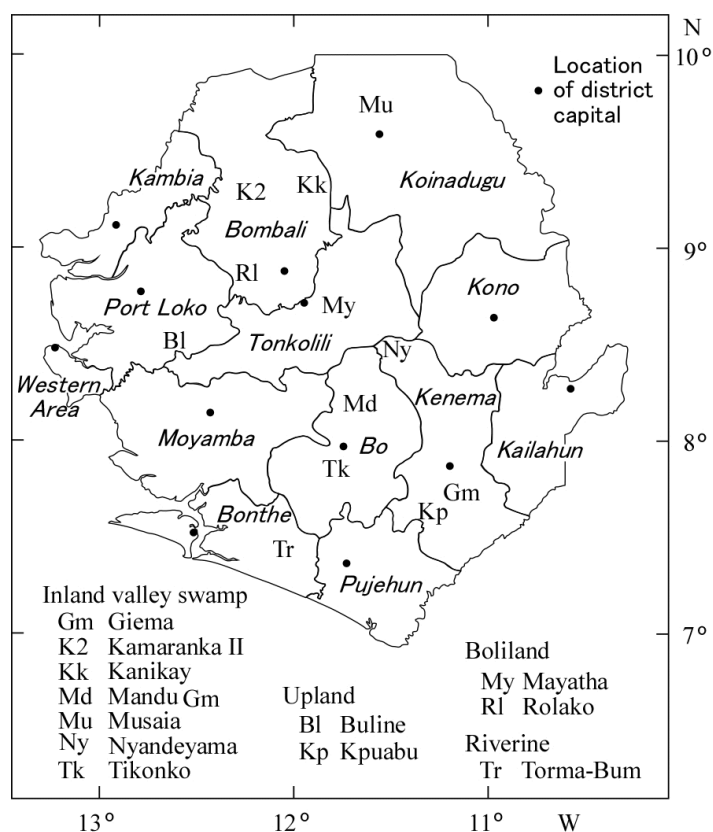 N
10°
Location
of district
capital
Mu
Kambia
K2
Kk
Koinadugu
Bombali
9°
Rl
Kono
Port Loko
My
Bl
Tonkolili
Ny
Western
Area
Kenema
Md
Moyamba
Bo
8°
Kailahun
Tk
Gm
Kp
Bonthe
Tr
Pujehun
7°
Inland valley swamp
Gm Giema
K2 Kamaranka II
Kk Kanikay
Md Mandu Gm
Mu Musaia
Ny Nyandeyama
Tk Tikonko
Upland
Bl Buline
Kp Kpuabu
Boliland
My Mayatha
Rl Rolako
Riverine
Tr Torma-Bum
13° 12° 11° W